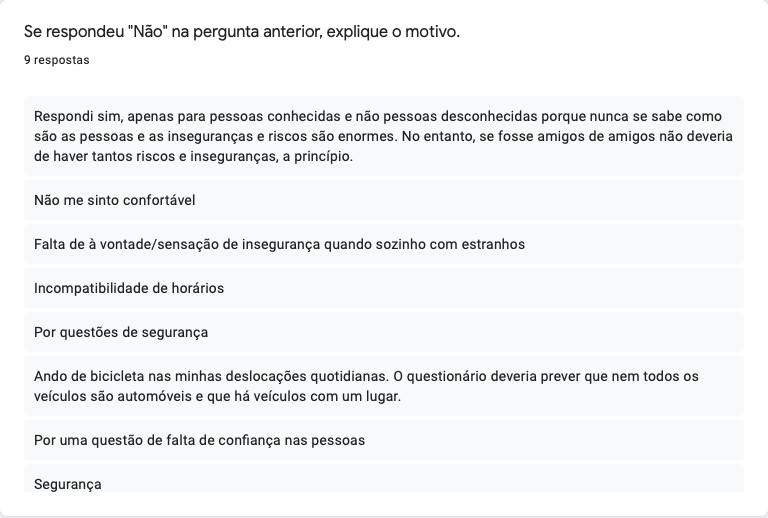 Se respondeu "Não" na pergunta anterior, explique o motivo.
9 respostas
Respondi sim, apenas para pessoas conhecidas e não pessoas desconhecidas porque nunca se sabe como
são as pessoas e as inseguranças e riscos são enormes. No entanto, se fosse amigos de amigos não deveria
de haver tantos riscos e inseguranças, a princípio.
Não me sinto confortável
Falta de à vontade/sensação de insegurança quando sozinho com estranhos
Incompatibilidade de horários
Por questões de segurança
Ando de bicicleta nas minhas deslocações quotidianas. O questionário deveria prever que nem todos os
veículos são automóveis e que há veículos com um lugar.
Por uma questão de falta de confiança nas pessoas
Segurança